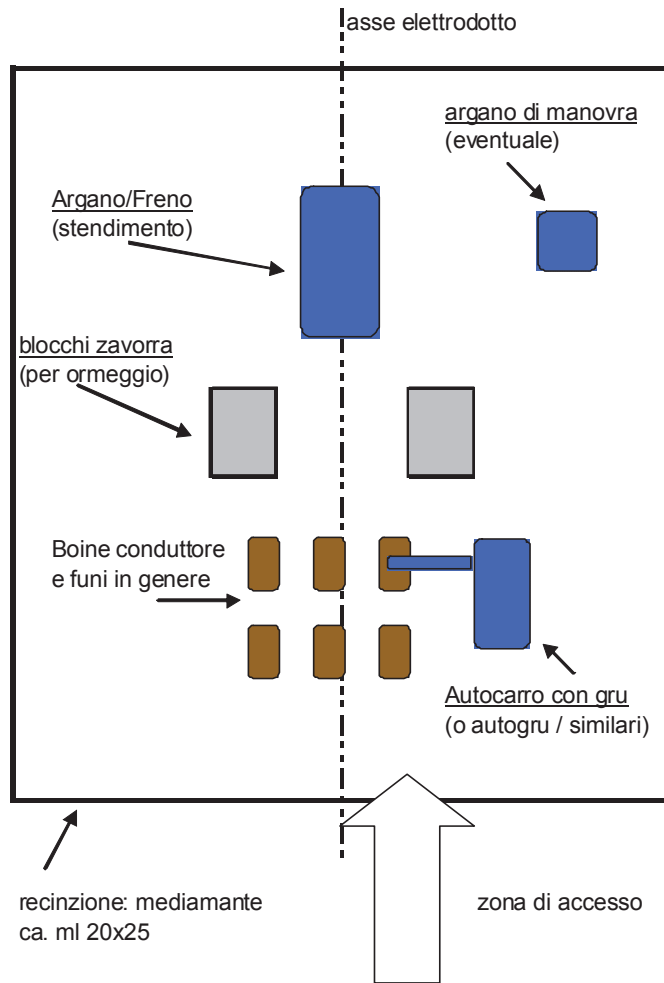 asse elettrodotto
argano di manovra
(eventuale)
Argano/Freno
(stendimento)
blocchi zavorra
(per ormeggio)
Boine conduttore
e funi in genere
Autocarro con gru
(o autogru / similari)
recinzione: mediamante
ca. ml 20x25
zona di accesso